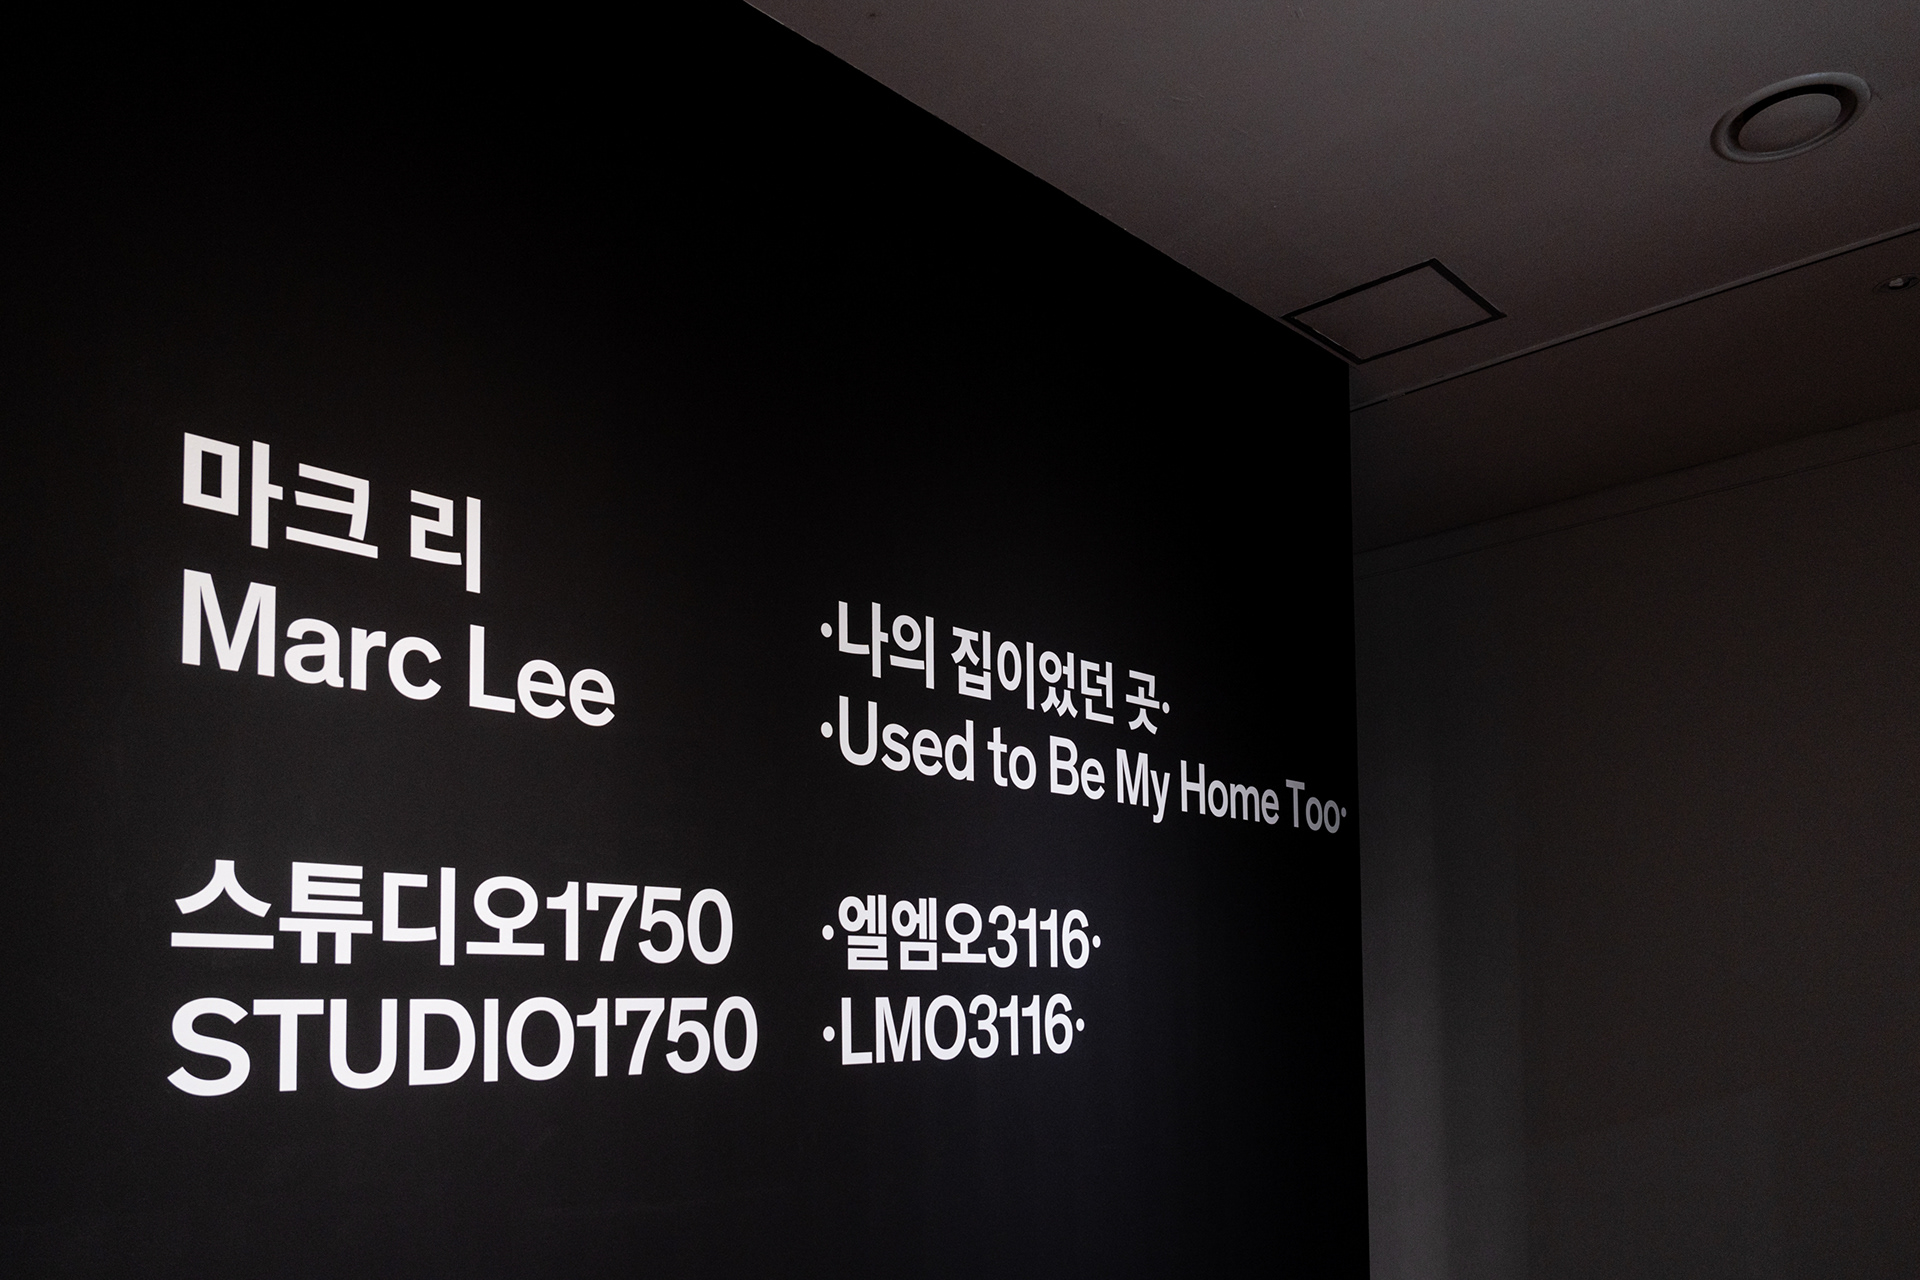 마크 리
Marc Lee
·나의 집이었던 곳·
·Used to Be My Home Too·
스튜디오1750
STUDIO1750
·엘엠오3116·
·LMO3116·